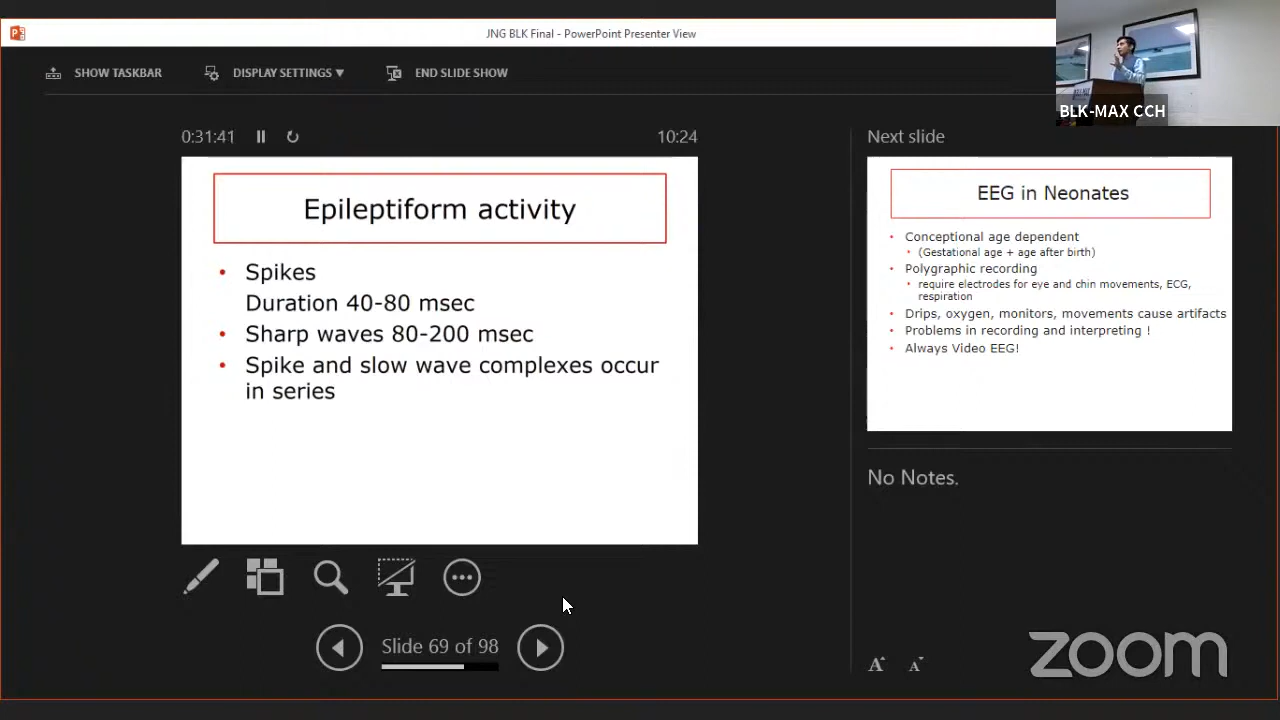 JNG BLK Final - PowerPoint Presenter View
SHOW TASKBAR
DISPLAY SETTINGS ▼
END SLIDE SHOW
BLK-MAX CCH
0:31:41
10:24
Epileptiform activity
• Spikes
Duration 40-80 msec
• Sharp waves 80-200 msec
• Spike and slow wave complexes occur
in series
Slide 69 of 98
Next slide
EEG in Neonates
• Conceptional age dependent
• (Gestational age + age after birth)
• Polygraphic recording
• require electrodes for eye and chin movements, ECG,
respiration
• Drips, oxygen, monitors, movements cause artifacts
• Problems in recording and interpreting !
• Always Video EEG!
No Notes.
A A
zoom